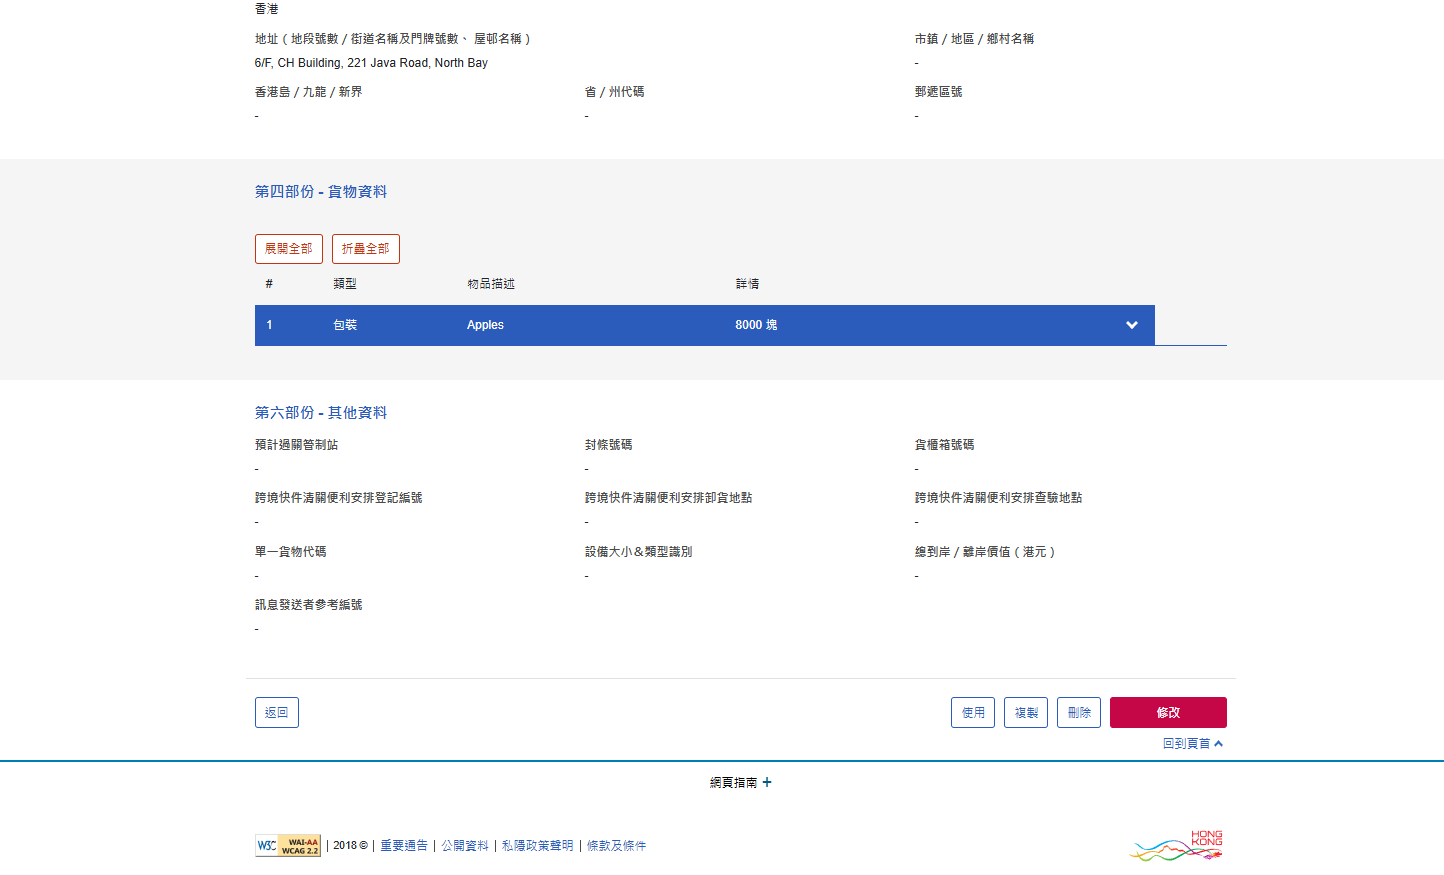 香港
地址 ( 地段號數 / 街道名稱及門牌號數、 屋邨名稱 ) 市鎮 / 地區 / 鄉村名稱
6/F, CH Building, 221 Java Road, North Bay -
香港島 / 九龍 / 新界 省 / 州代碼 郵遞區號
- - -
第四部份 - 貨物資料
展開全部 折疊全部
# 類型 物品描述 詳情
1 包裝 Apples 8000 塊
第六部份 - 其他資料
預計過關管制站 封條號碼 貨櫃箱號碼
- - -
跨境快件清關便利安排登記編號 跨境快件清關便利安排卸貨地點 跨境快件清關便利安排查驗地點
- - -
單一貨物代碼 設備大小＆類型識別 總到岸 / 離岸價值 ( 港元 )
- - -
訊息發送者參考編號
-
返回 使用 複製 刪除 修改
回到頁首
網頁指南 +
W3C WAI-AA WCAG 2.2 | 2018 © | 重要通告 | 公開資料 | 私隱政策聲明 | 條款及條件
HONG KONG